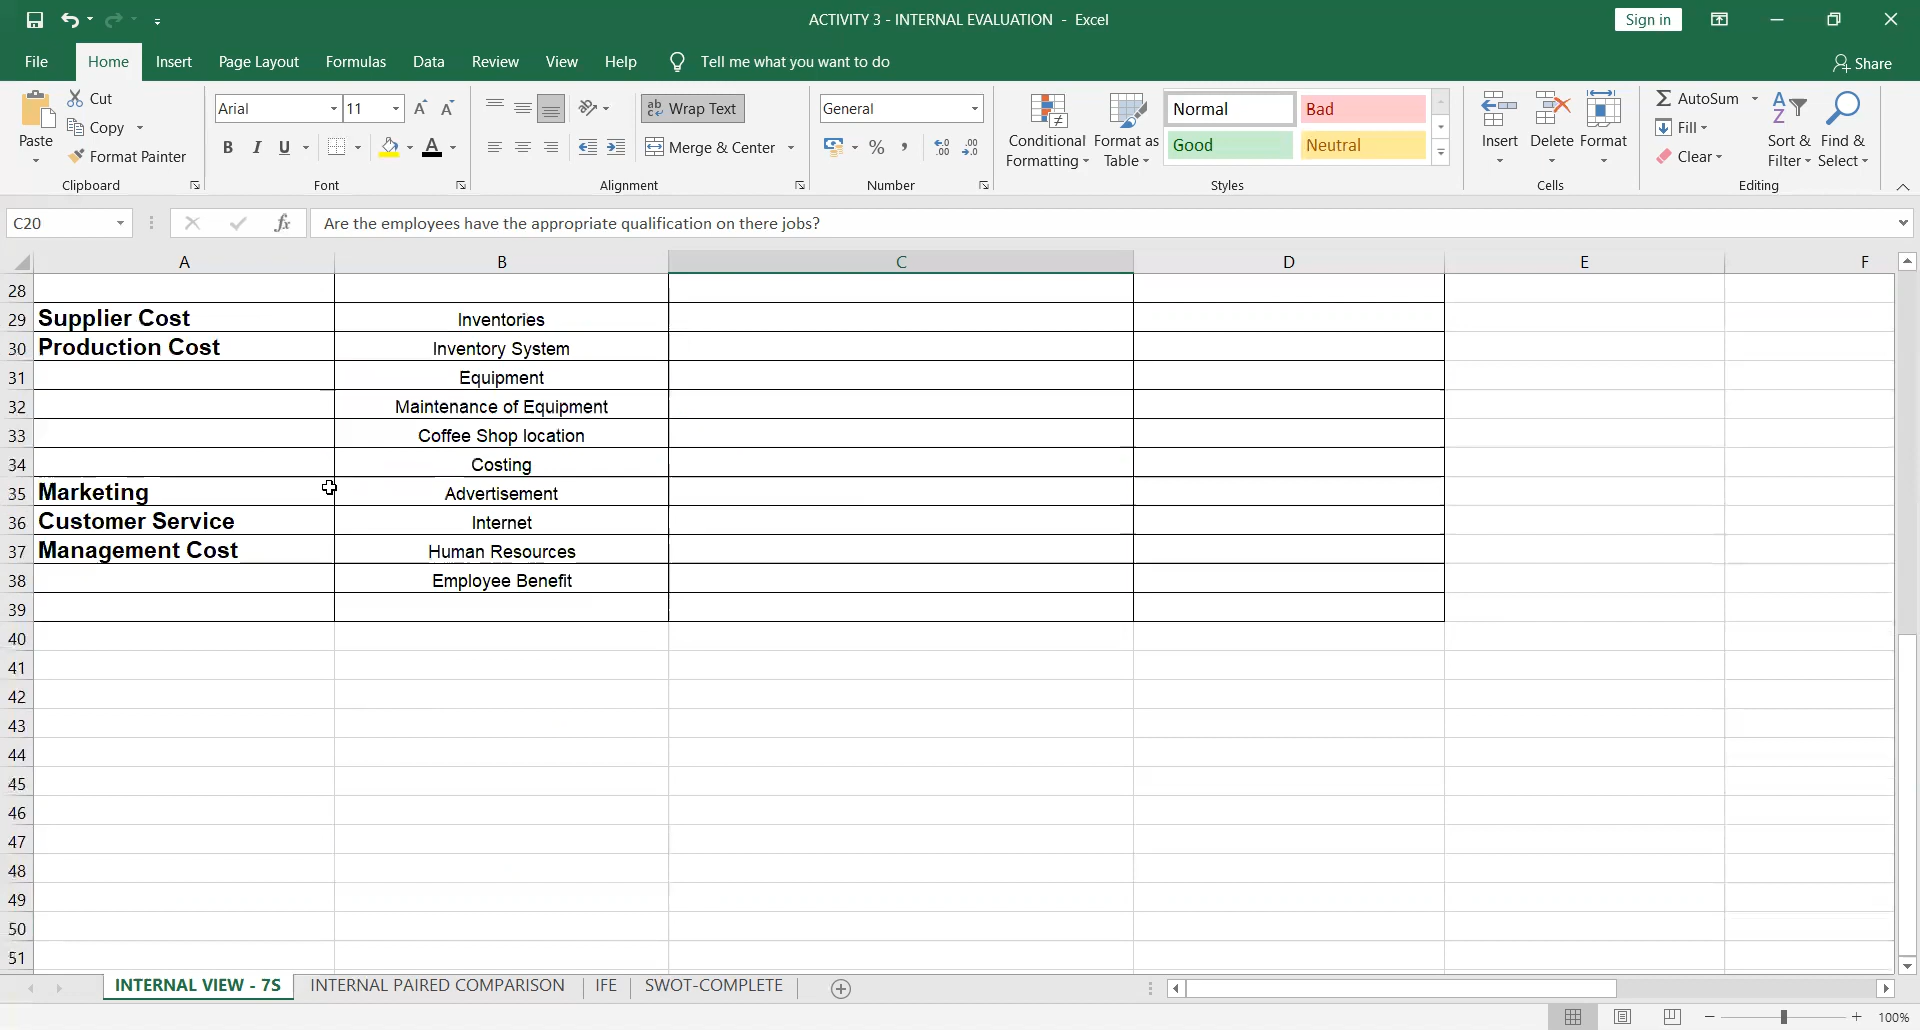 ACTIVITY 3 - INTERNAL EVALUATION - Excel
Sign in
File Home Insert Page Layout Formulas Data Review View Help Tell me what you want to do
Share
Paste
Cut
Copy
Format Painter
Clipboard
Arial 11
B I U
Font
Wrap Text
Merge & Center
Alignment
General
Number
Conditional Formatting
Format as Table
Normal Bad
Good Neutral
Styles
Insert Delete Format
Cells
AutoSum
Fill
Clear
Sort & Filter
Find & Select
Editing
C20 fx Are the employees have the appropriate qualification on there jobs?
A B C D E F
28
29 Supplier Cost Inventories
30 Production Cost Inventory System
31 Equipment
32 Maintenance of Equipment
33 Coffee Shop location
34 Costing
35 Marketing Advertisement
36 Customer Service Internet
37 Management Cost Human Resources
38 Employee Benefit
39
40
41
42
43
44
45
46
47
48
49
50
51
INTERNAL VIEW - 7S INTERNAL PAIRED COMPARISON IFE SWOT-COMPLETE
100%